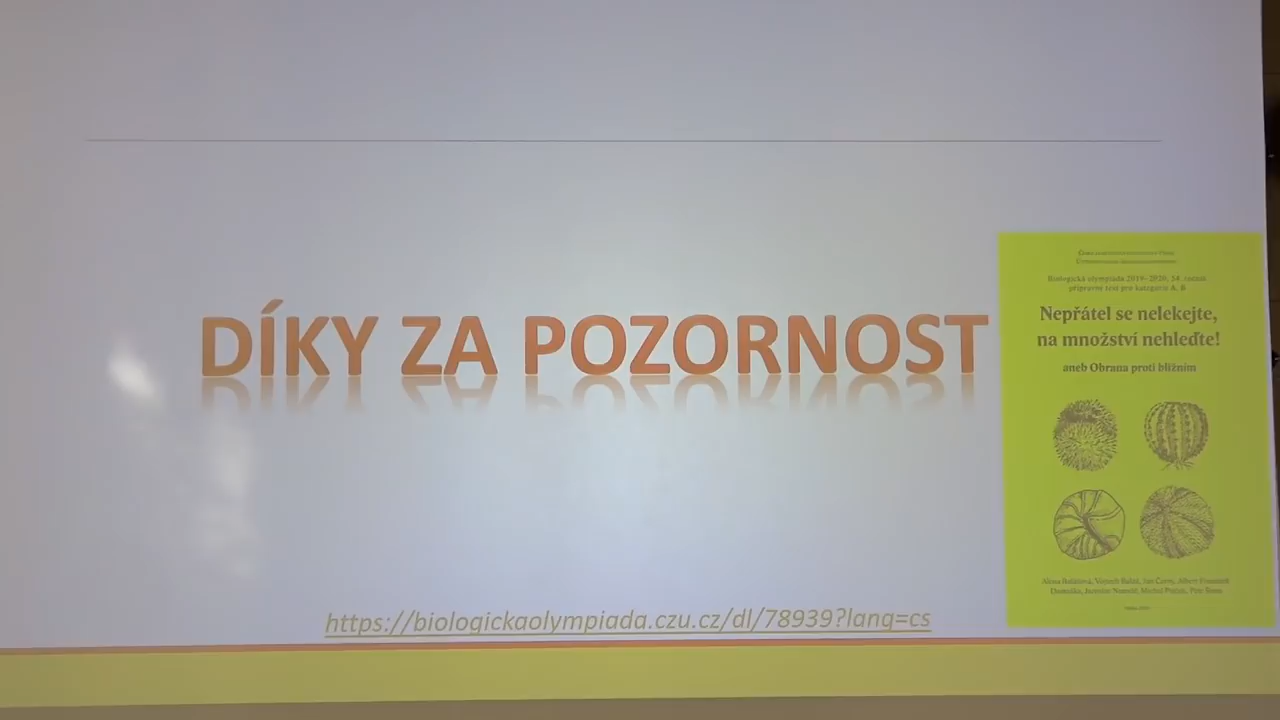 DÍKY ZA POZORNOST
Biologická olympiáda 2019–2020, 54. ročník
přípravný text pro kategorie A, B
Nepřátel se nelekejte,
na množství nehleďte!
aneb Obrana proti bližním
https://biologickaolympiada.czu.cz/dl/78939?lang=cs